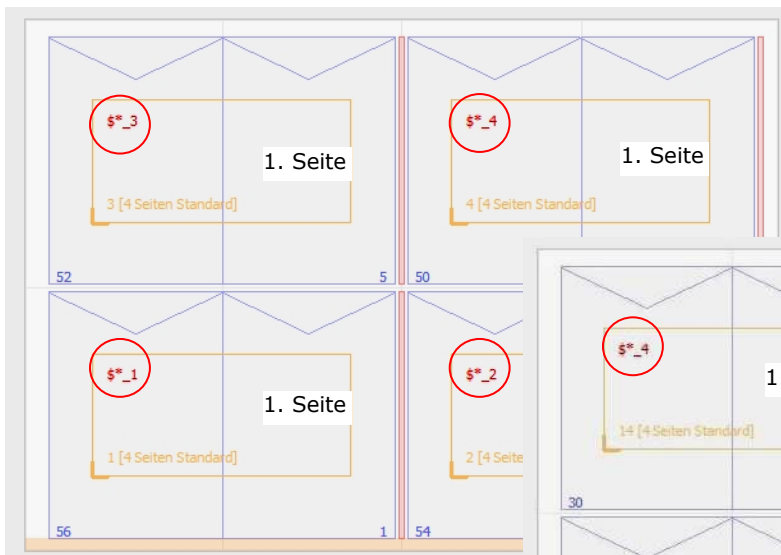 $*_3
1. Seite
3 [4 Seiten Standard]
52
5
$*_4
1. Seite
4 [4 Seiten Standard]
50
$*_1
1. Seite
1 [4 Seiten Standard]
56
1
$*_2
2 [4 Seite
54
$*_4
1
14 [4 Seiten Standard]
30